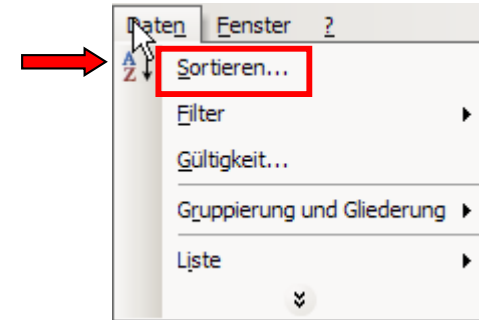 Daten Fenster ?
A
Z
Sortieren...
Filter
Gültigkeit...
Gruppierung und Gliederung
Liste